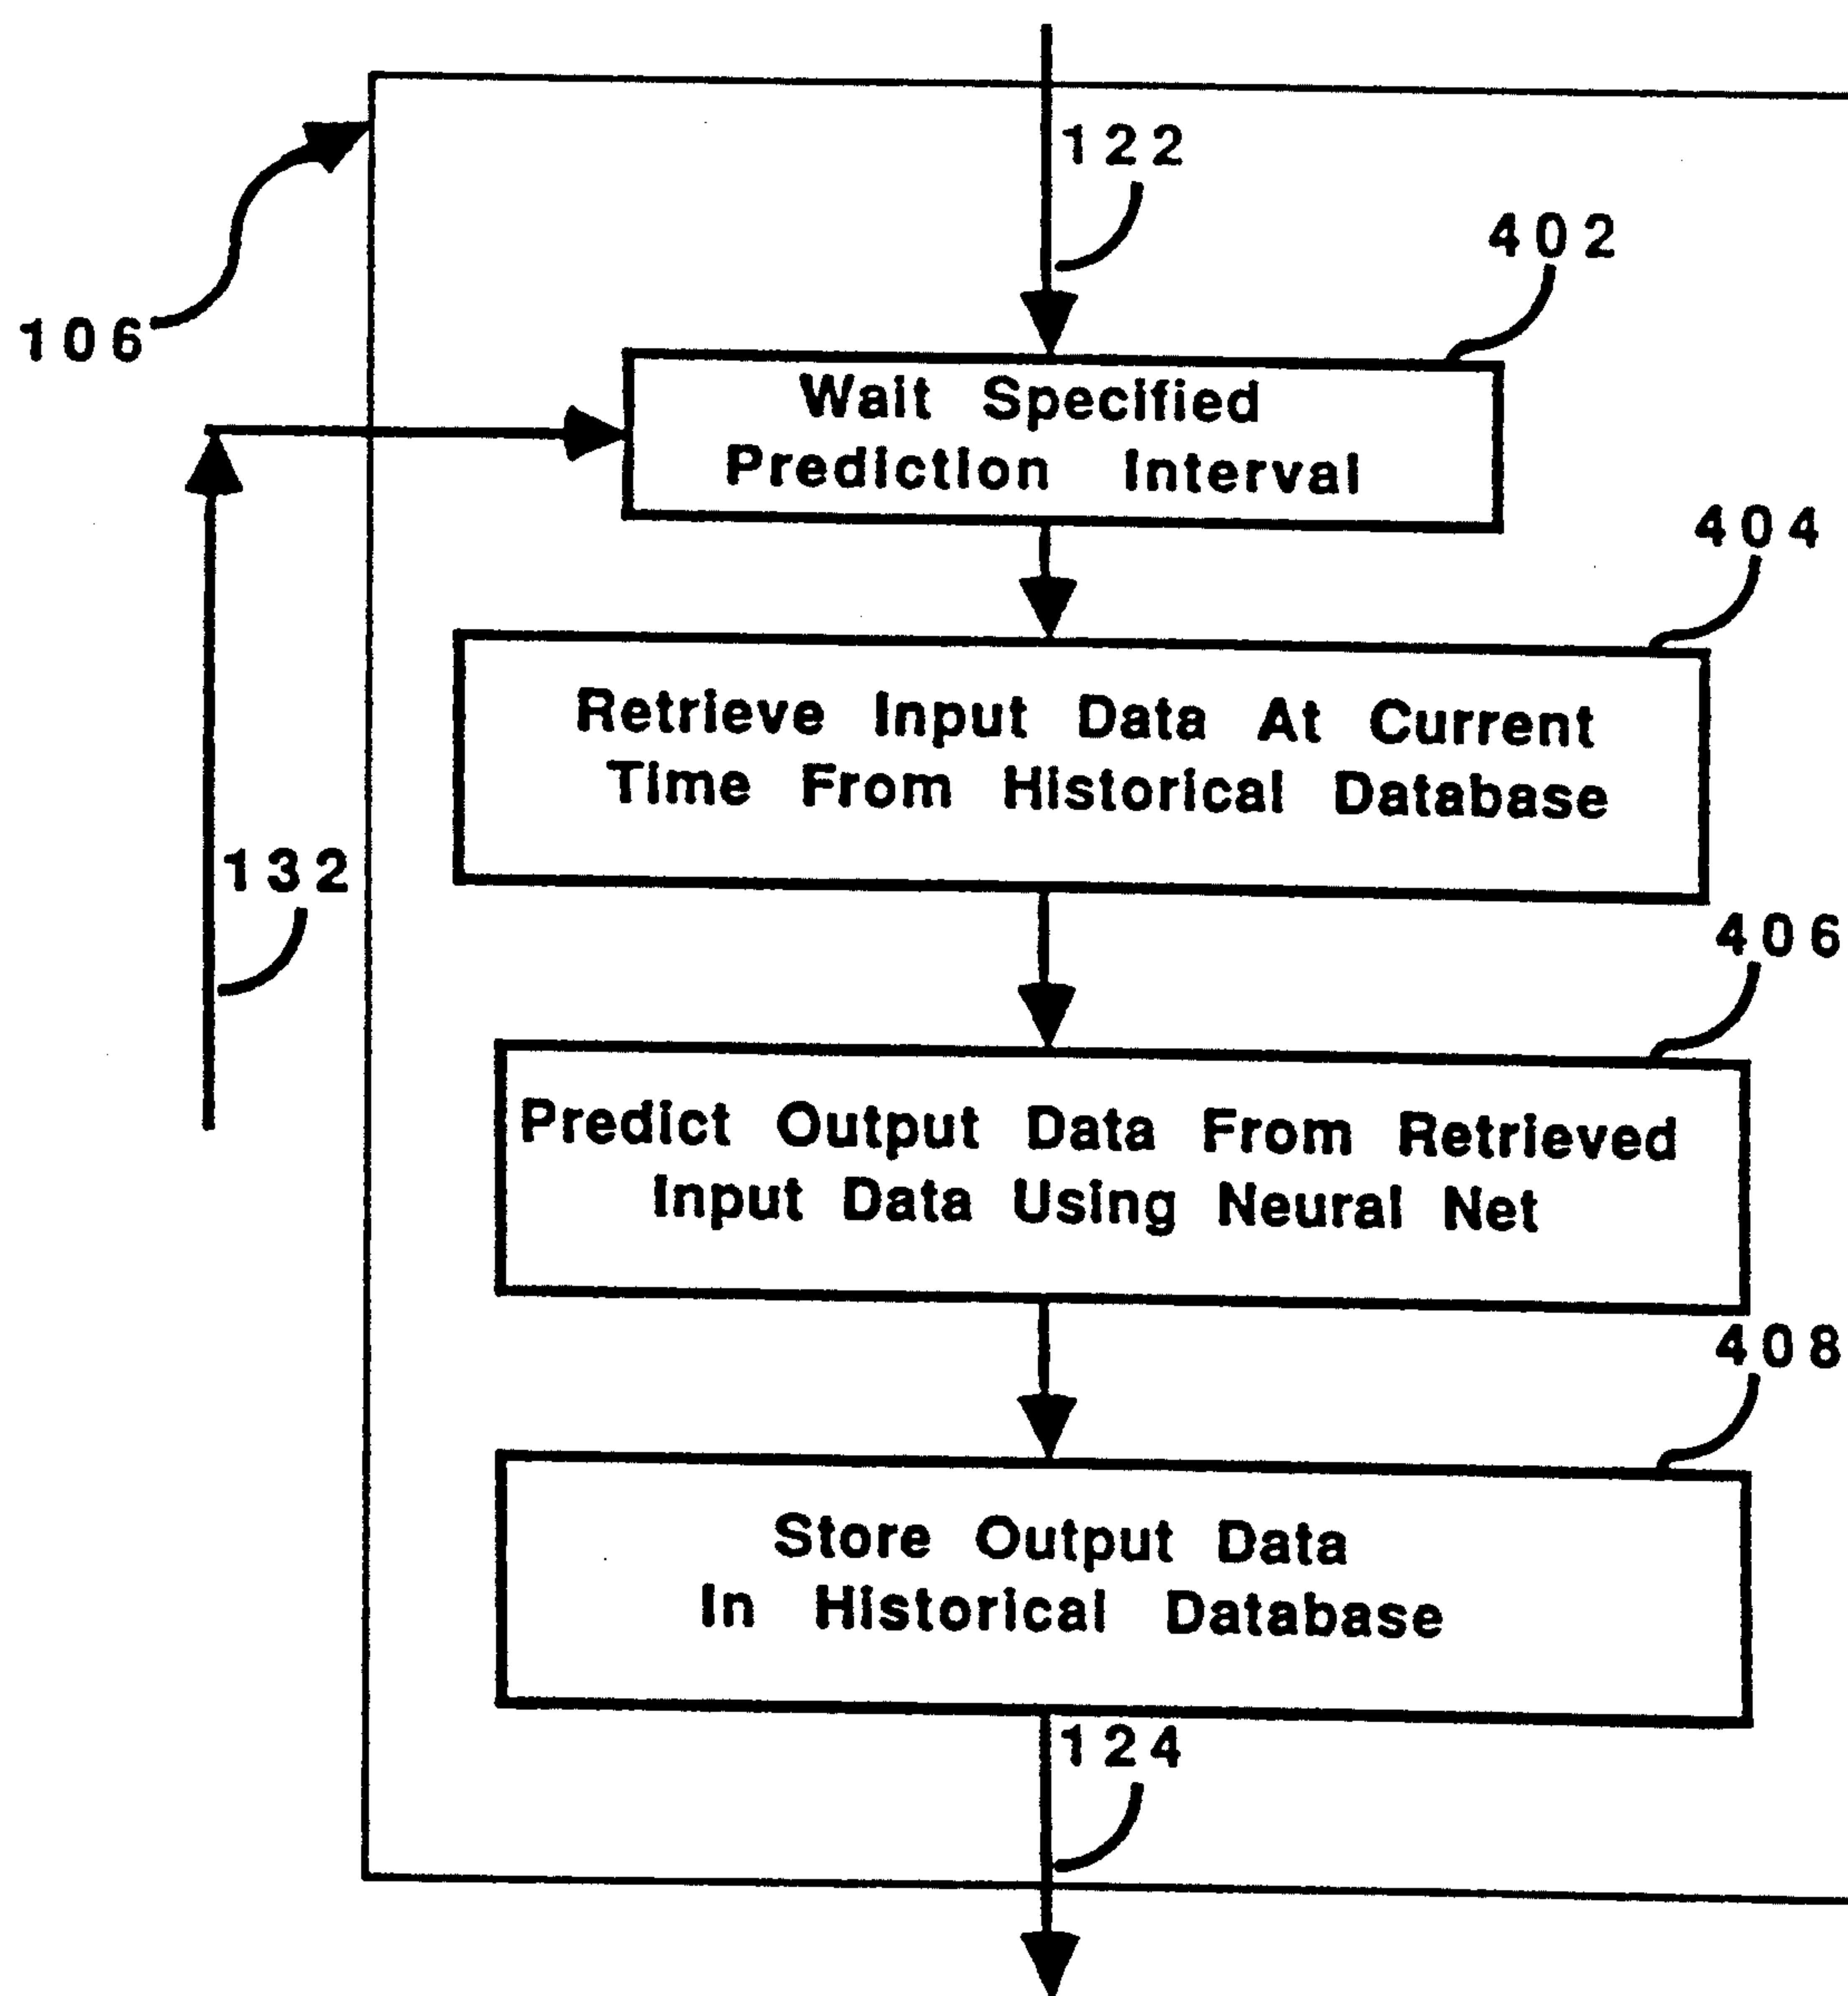 122
402
106
Wait Specified
Prediction Interval
404
Retrieve Input Data At Current
Time From Historical Database
132
406
Predict Output Data From Retrieved
Input Data Using Neural Net
408
Store Output Data
In Historical Database
124